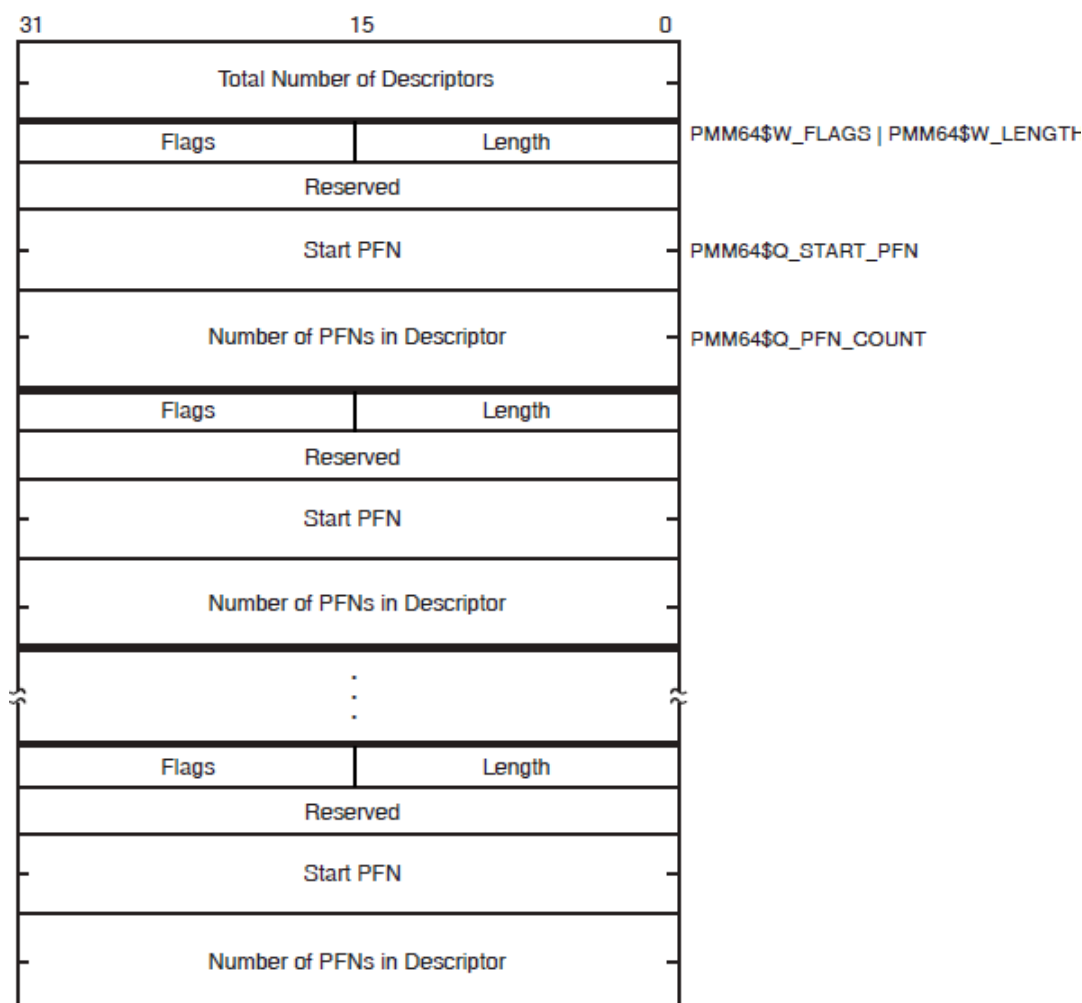 31 15 0
Total Number of Descriptors
Flags Length PMM64$W_FLAGS | PMM64$W_LENGTH
Reserved
Start PFN PMM64$Q_START_PFN
Number of PFNs in Descriptor PMM64$Q_PFN_COUNT
Flags Length
Reserved
Start PFN
Number of PFNs in Descriptor
Flags Length
Reserved
Start PFN
Number of PFNs in Descriptor